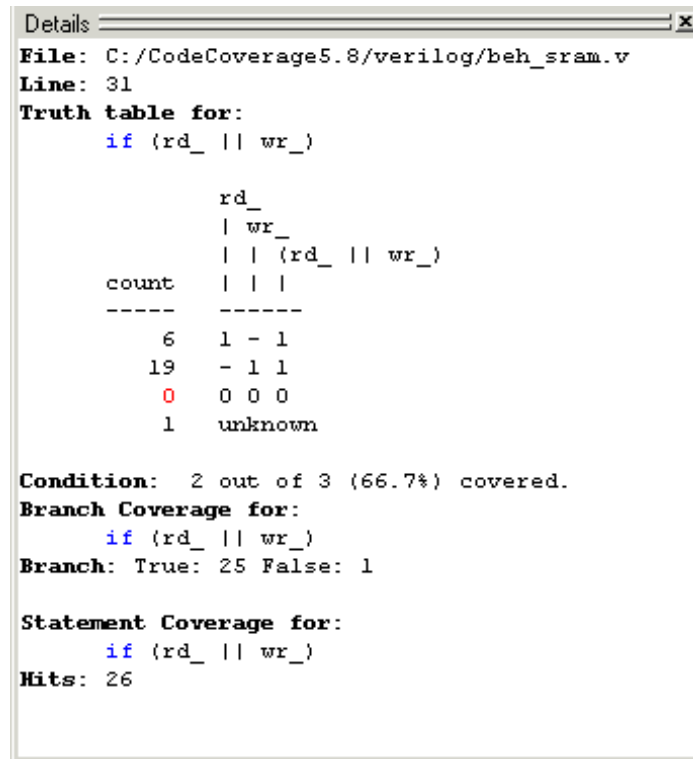 Details
File: C:/CodeCoverage5.8/verilog/beh_sram.v
Line: 31
Truth table for:
if (rd_ || wr_)
rd_
| wr_
| | (rd_ || wr_)
count | | |
----- ------
6 1 - 1
19 - 1 1
0 0 0 0
1 unknown
Condition: 2 out of 3 (66.7%) covered.
Branch Coverage for:
if (rd_ || wr_)
Branch: True: 25 False: 1
Statement Coverage for:
if (rd_ || wr_)
Hits: 26